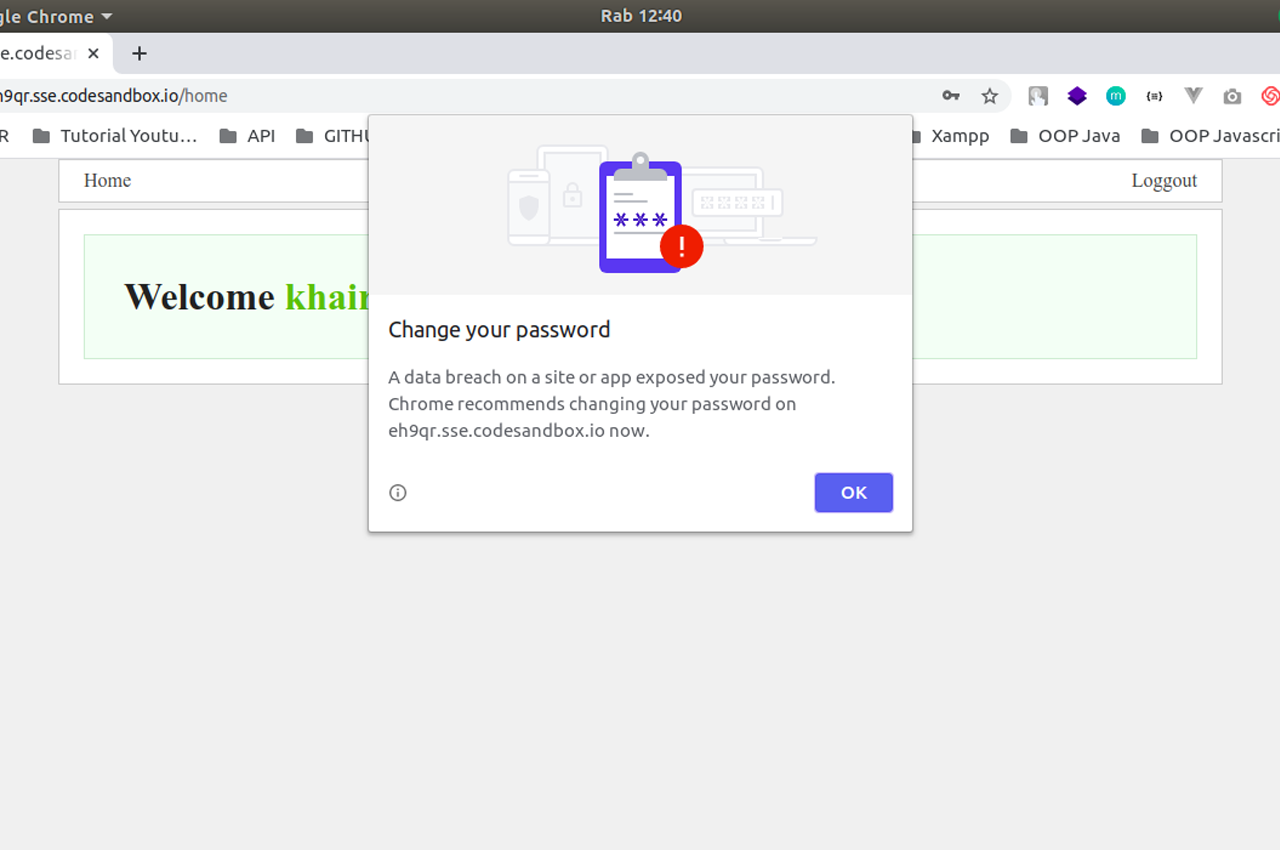 gle Chrome
Rab 12:40
e.codesa
h9qr.sse.codesandbox.io/home
m
R Tutorial Youtu… API GITHU Xampp OOP Java OOP Javascri
Home Loggout
Welcome khair
***
!
Change your password
A data breach on a site or app exposed your password.
Chrome recommends changing your password on
eh9qr.sse.codesandbox.io now.
OK